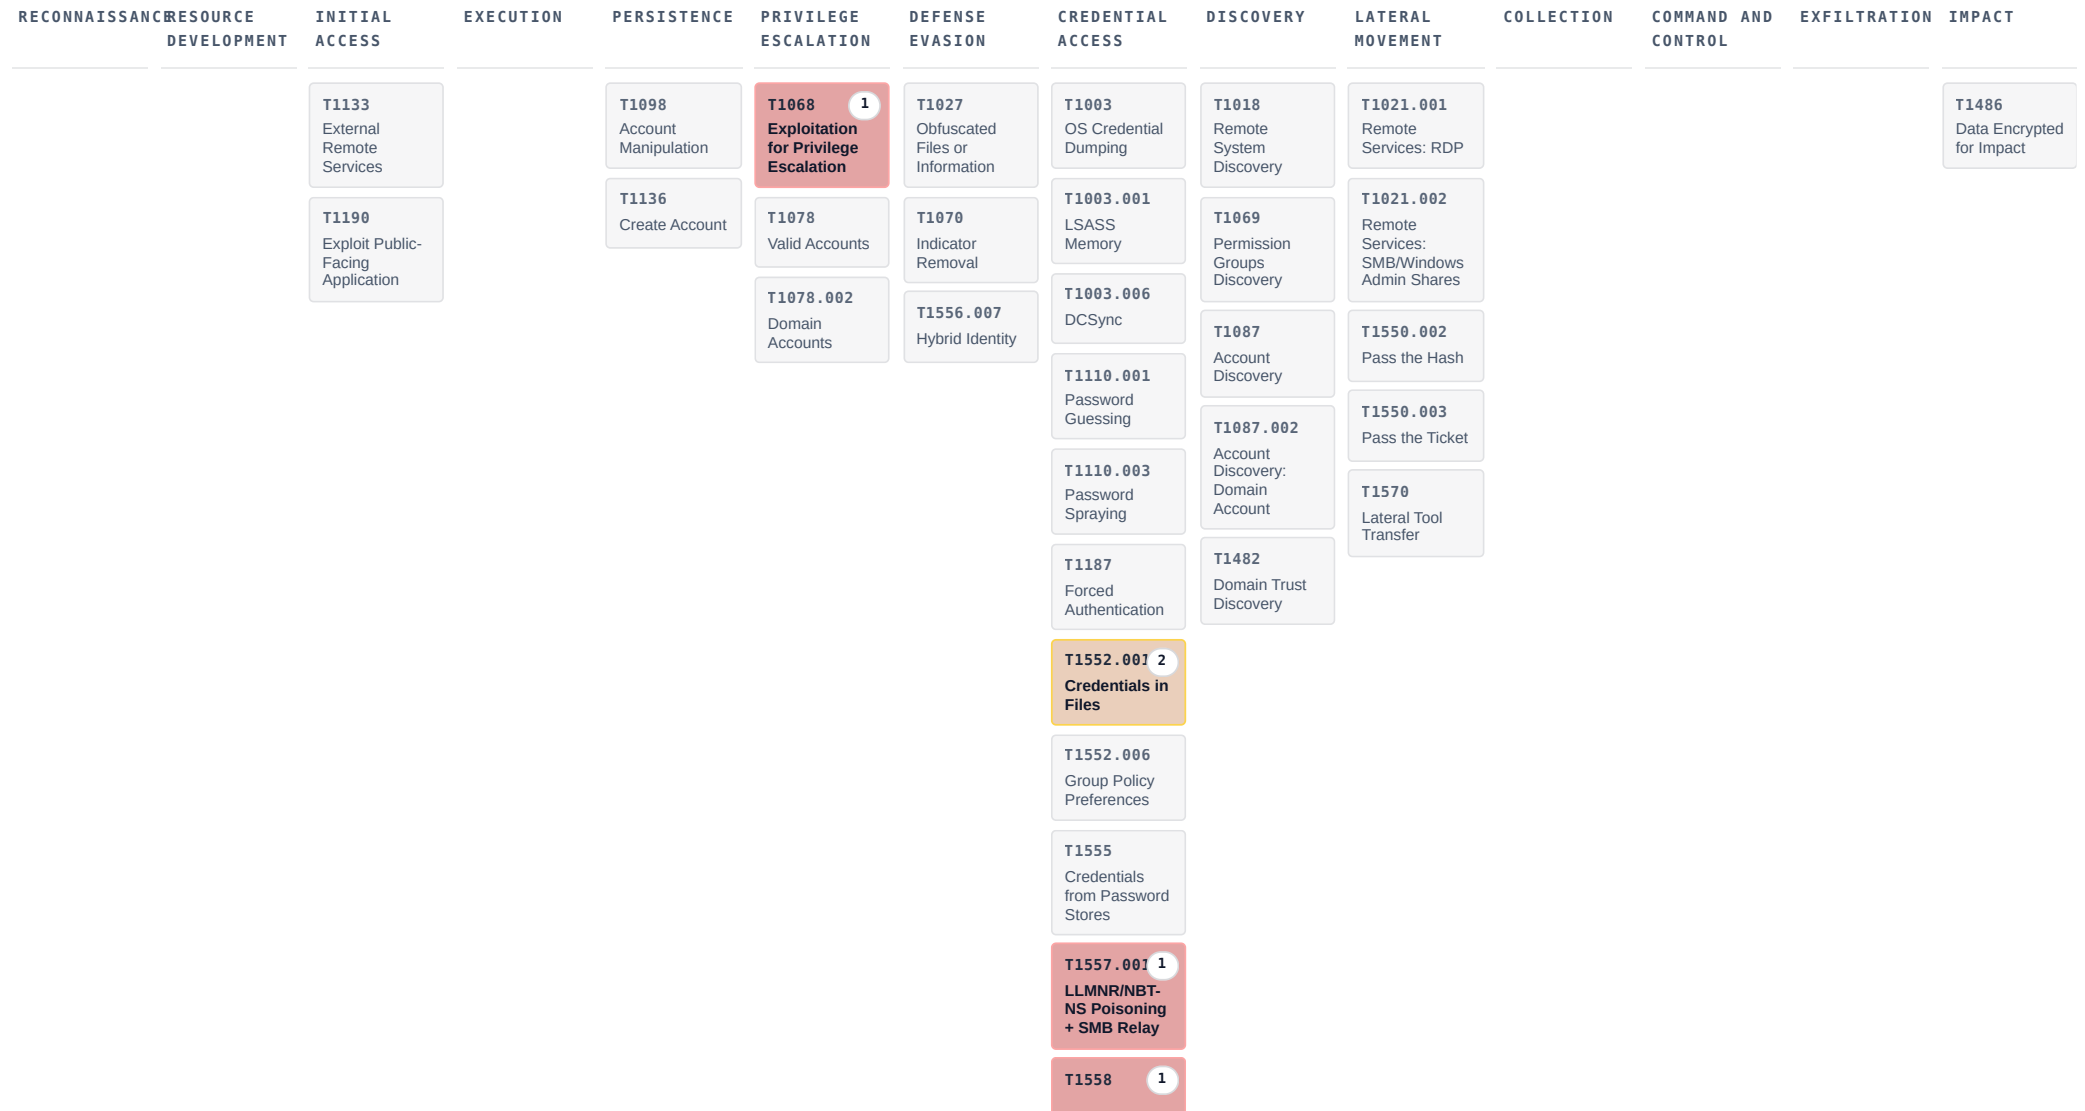 RECONNAISSANCE
RESOURCE
DEVELOPMENT
INITIAL
ACCESS
EXECUTION
PERSISTENCE
PRIVILEGE
ESCALATION
DEFENSE
EVASION
CREDENTIAL
ACCESS
DISCOVERY
LATERAL
MOVEMENT
COLLECTION
COMMAND AND
CONTROL
EXFILTRATION
IMPACT
T1133
External
Remote
Services
T1190
Exploit Public-
Facing
Application
T1098
Account
Manipulation
T1136
Create Account
T1068
1
Exploitation
for Privilege
Escalation
T1078
Valid Accounts
T1078.002
Domain
Accounts
T1027
Obfuscated
Files or
Information
T1070
Indicator
Removal
T1556.007
Hybrid Identity
T1003
OS Credential
Dumping
T1003.001
LSASS
Memory
T1003.006
DCSync
T1110.001
Password
Guessing
T1110.003
Password
Spraying
T1187
Forced
Authentication
T1552.001
2
Credentials in
Files
T1552.006
Group Policy
Preferences
T1555
Credentials
from Password
Stores
T1557.001
1
LLMNR/NBT-
NS Poisoning
+ SMB Relay
T1558
1
T1018
Remote
System
Discovery
T1069
Permission
Groups
Discovery
T1087
Account
Discovery
T1087.002
Account
Discovery:
Domain
Account
T1482
Domain Trust
Discovery
T1021.001
Remote
Services: RDP
T1021.002
Remote
Services:
SMB/Windows
Admin Shares
T1550.002
Pass the Hash
T1550.003
Pass the Ticket
T1570
Lateral Tool
Transfer
T1486
Data Encrypted
for Impact